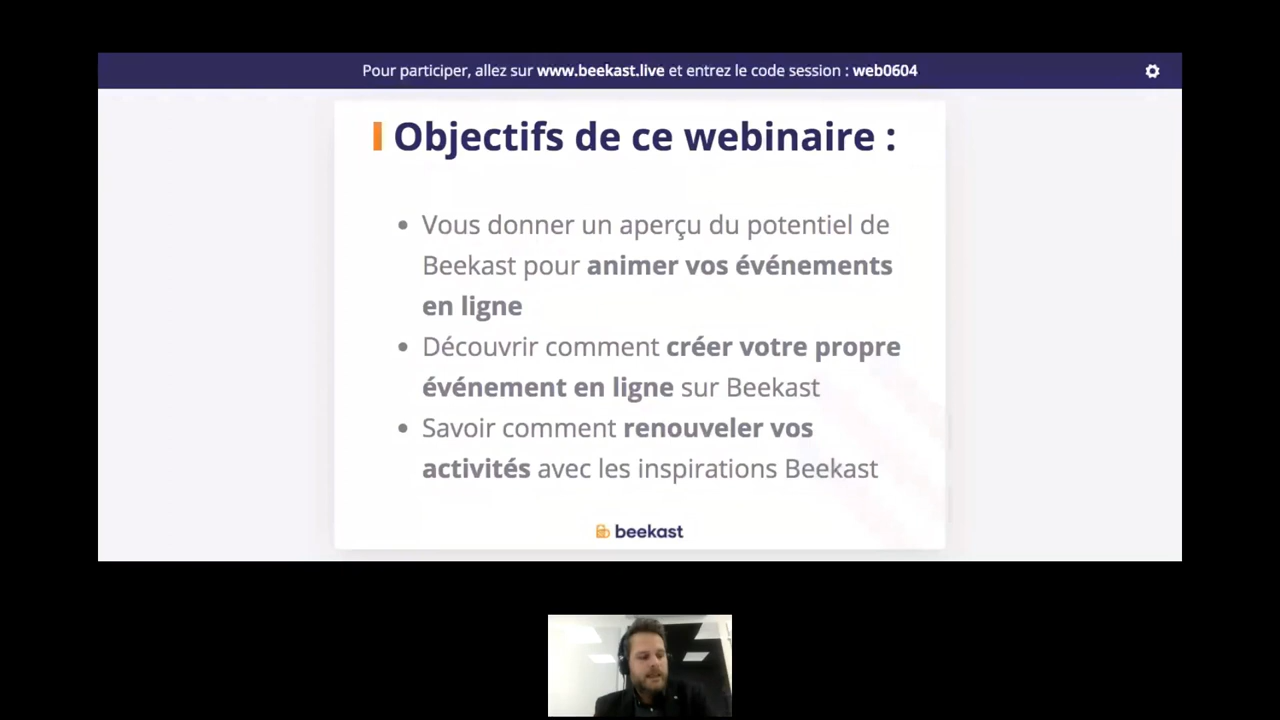 Pour participer, allez sur www.beekast.live et entrez le code session : web0604
Objectifs de ce webinaire :
• Vous donner un aperçu du potentiel de
Beekast pour animer vos événements
en ligne
• Découvrir comment créer votre propre
événement en ligne sur Beekast
• Savoir comment renouveler vos
activités avec les inspirations Beekast
beekast